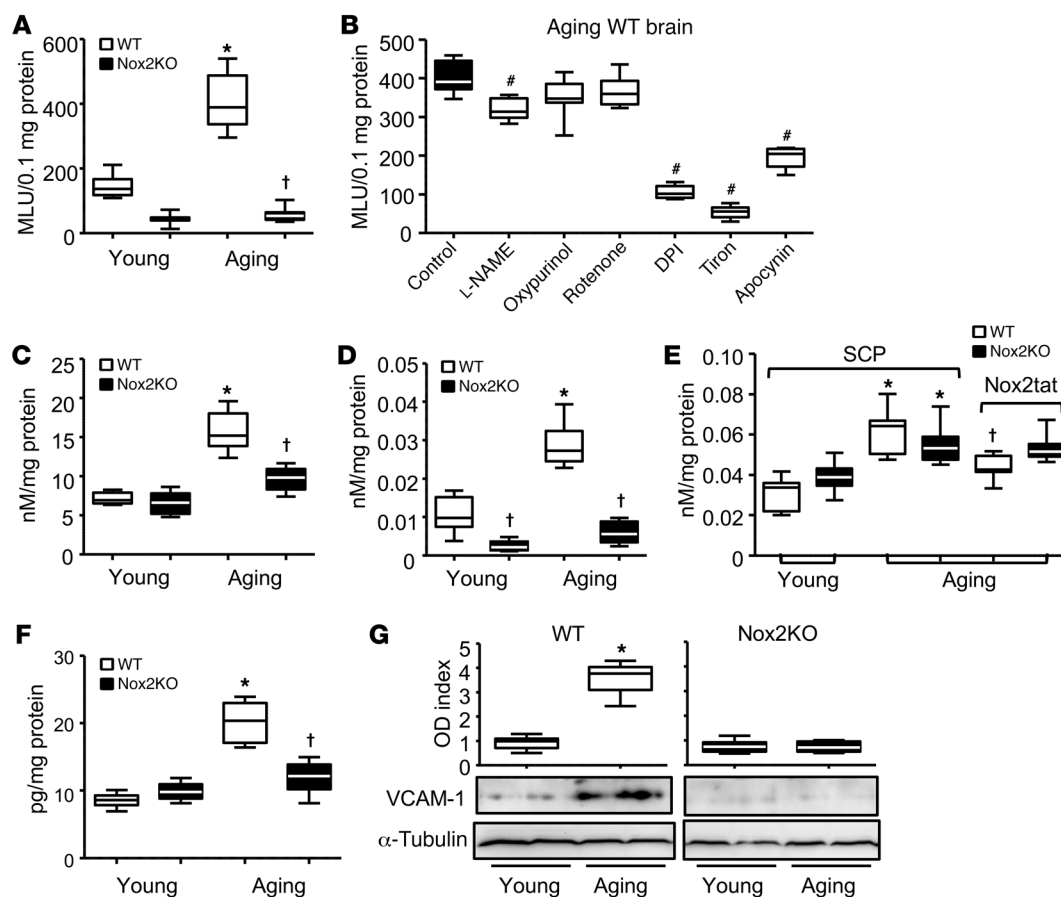 A
MLU/0.1 mg protein
600
400
200
0
WT
Nox2KO
*
†
Young
Aging
B
Aging WT brain
MLU/0.1 mg protein
500
400
300
200
100
0
#
#
#
#
Control
L-NAME
Oxypurinol
Rotenone
DPI
Tiron
Apocynin
C
nM/mg protein
25
20
15
10
5
0
WT
Nox2KO
*
†
Young
Aging
D
nM/mg protein
0.05
0.04
0.03
0.02
0.01
0
WT
Nox2KO
†
*
†
Young
Aging
E
WT
Nox2KO
nM/mg protein
0.10
0.08
0.06
0.04
0.02
0
SCP
Nox2tat
*
*
†
Young
Aging
F
pg/mg protein
30
20
10
0
WT
Nox2KO
*
†
Young
Aging
G
WT
Nox2KO
OD index
5
4
3
2
1
0
*
VCAM-1
α-Tubulin
Young
Aging
Young
Aging